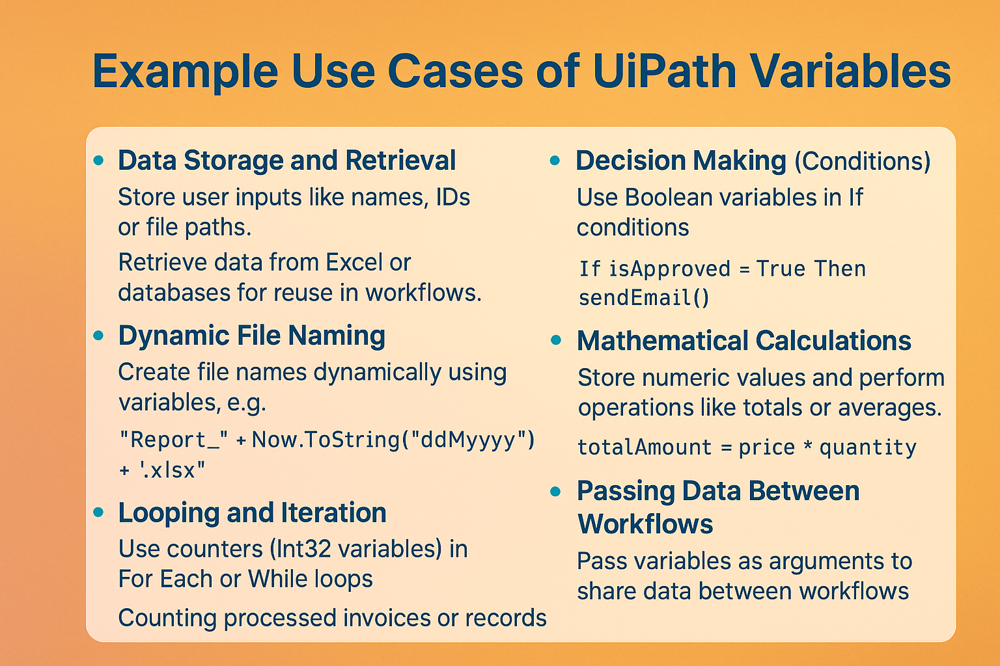 Example Use Cases of UiPath Variables
• Data Storage and Retrieval
Store user inputs like names, IDs
or file paths.
Retrieve data from Excel or
databases for reuse in workflows.
• Dynamic File Naming
Create file names dynamically using
variables, e.g.
"Report_" + Now.ToString("ddMyyyy")
+ '.xlsx"
• Looping and Iteration
Use counters (Int32 variables) in
For Each or While loops
Counting processed invoices or records
• Decision Making (Conditions)
Use Boolean variables in If
conditions
If isApproved = True Then
sendEmail()
• Mathematical Calculations
Store numeric values and perform
operations like totals or averages.
totalAmount = price * quantity
• Passing Data Between
Workflows
Pass variables as arguments to
share data between workflows